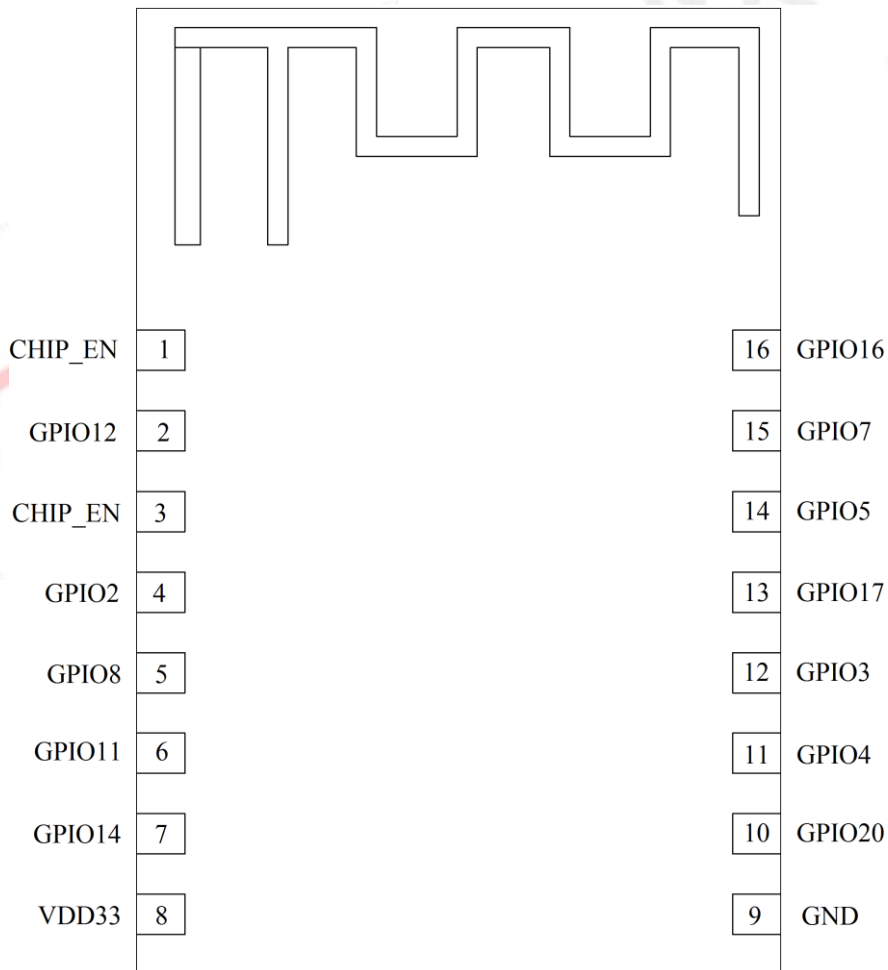 CHIP_EN 1 16 GPIO16
GPIO12 2 15 GPIO7
CHIP_EN 3 14 GPIO5
GPIO2 4 13 GPIO17
GPIO8 5 12 GPIO3
GPIO11 6 11 GPIO4
GPIO14 7 10 GPIO20
VDD33 8 9 GND